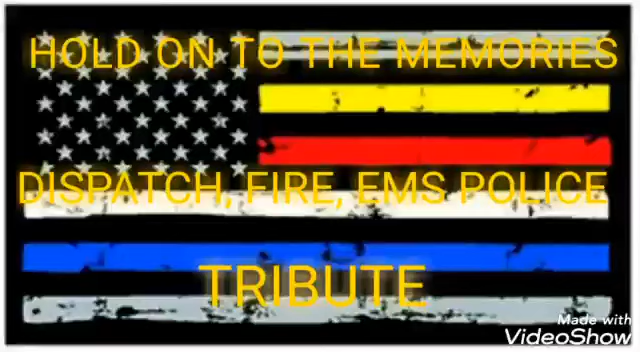 HOLD ON TO THE MEMORIES
DISPATCH, FIRE, EMS POLICE
TRIBUTE
Made with
VideoShow